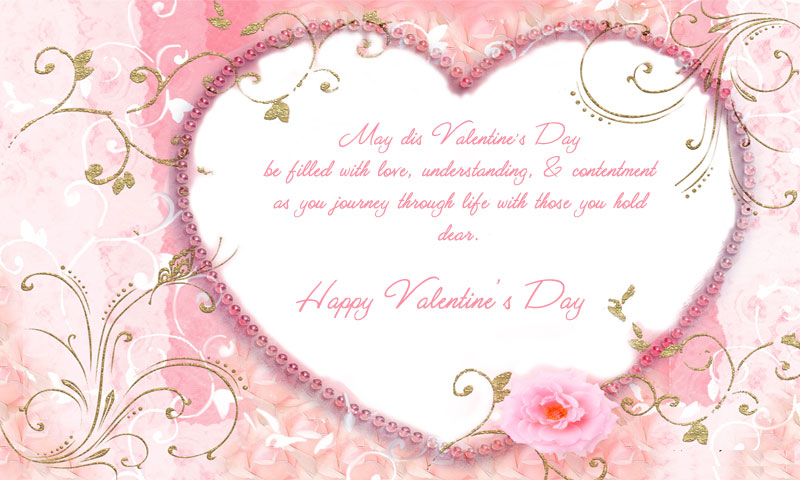 May dis Valentine's Day
be filled with love, understanding, & contentment
as you journey through life with those you hold
dear.
Happy Valentine's Day